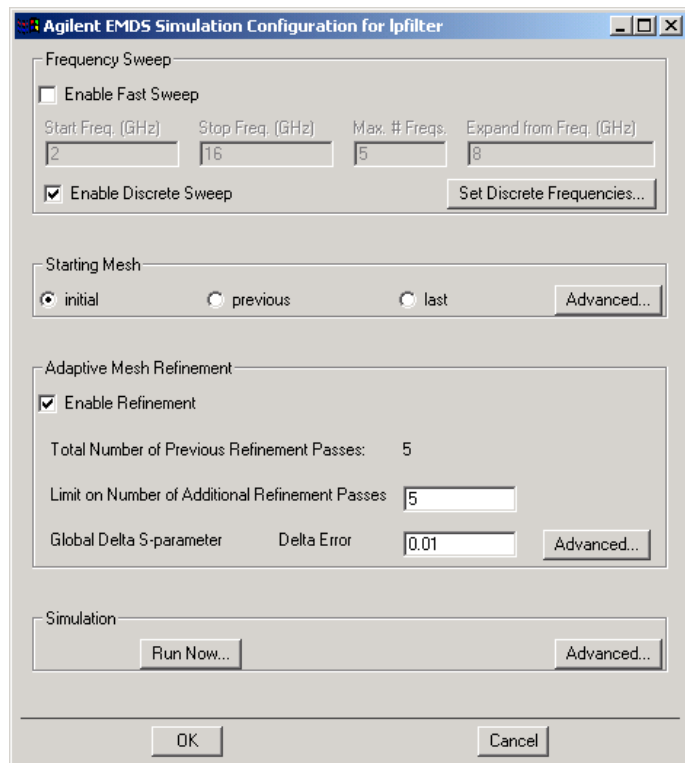 Agilent EMDS Simulation Configuration for lpfilter
Frequency Sweep
Enable Fast Sweep
Start Freq. (GHz) Stop Freq. (GHz) Max. # Freqs. Expand from Freq. (GHz)
2 16 5 8
Enable Discrete Sweep Set Discrete Frequencies...
Starting Mesh
initial previous last Advanced...
Adaptive Mesh Refinement
Enable Refinement
Total Number of Previous Refinement Passes: 5
Limit on Number of Additional Refinement Passes 5
Global Delta S-parameter Delta Error 0.01 Advanced...
Simulation
Run Now... Advanced...
OK Cancel